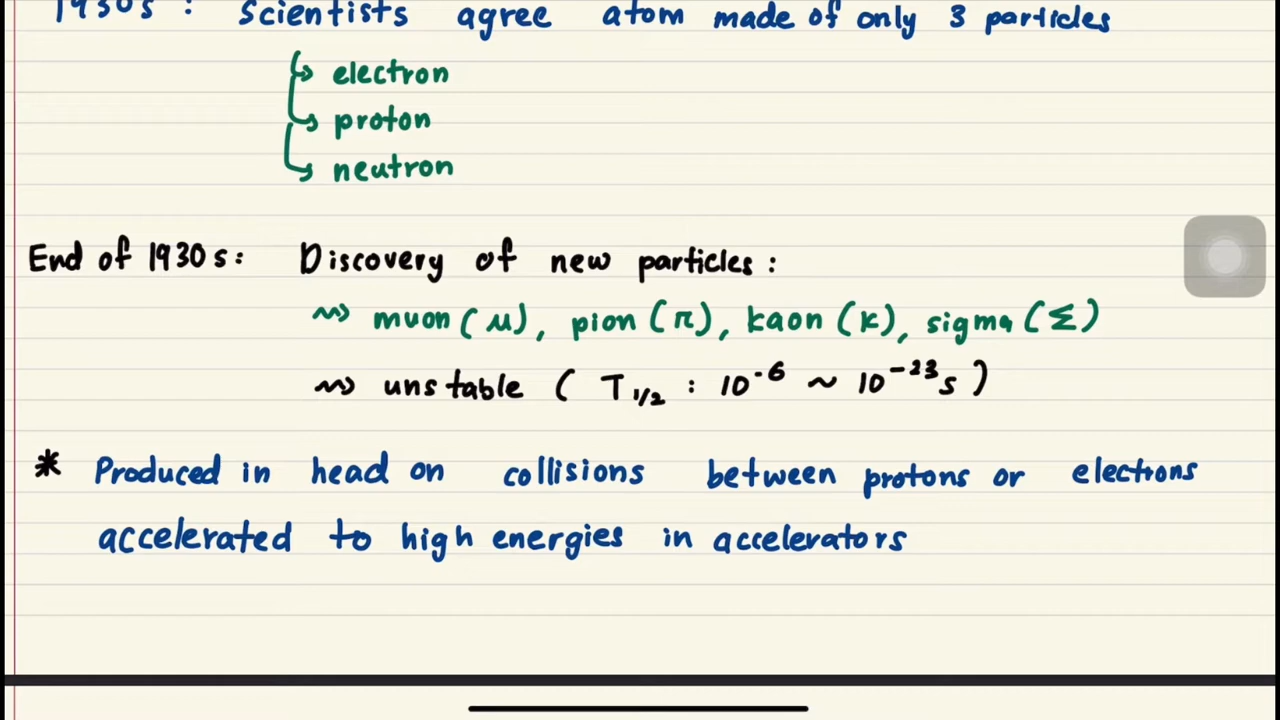 1930s : Scientists agree atom made of only 3 particles
electron
proton
neutron
End of 1930s: Discovery of new particles :
muon (μ), pion (π), kaon (κ), sigma (Σ)
unstable ( T1/2 : 10^-6 ~ 10^-23 s )
* Produced in head on collisions between protons or electrons
accelerated to high energies in accelerators